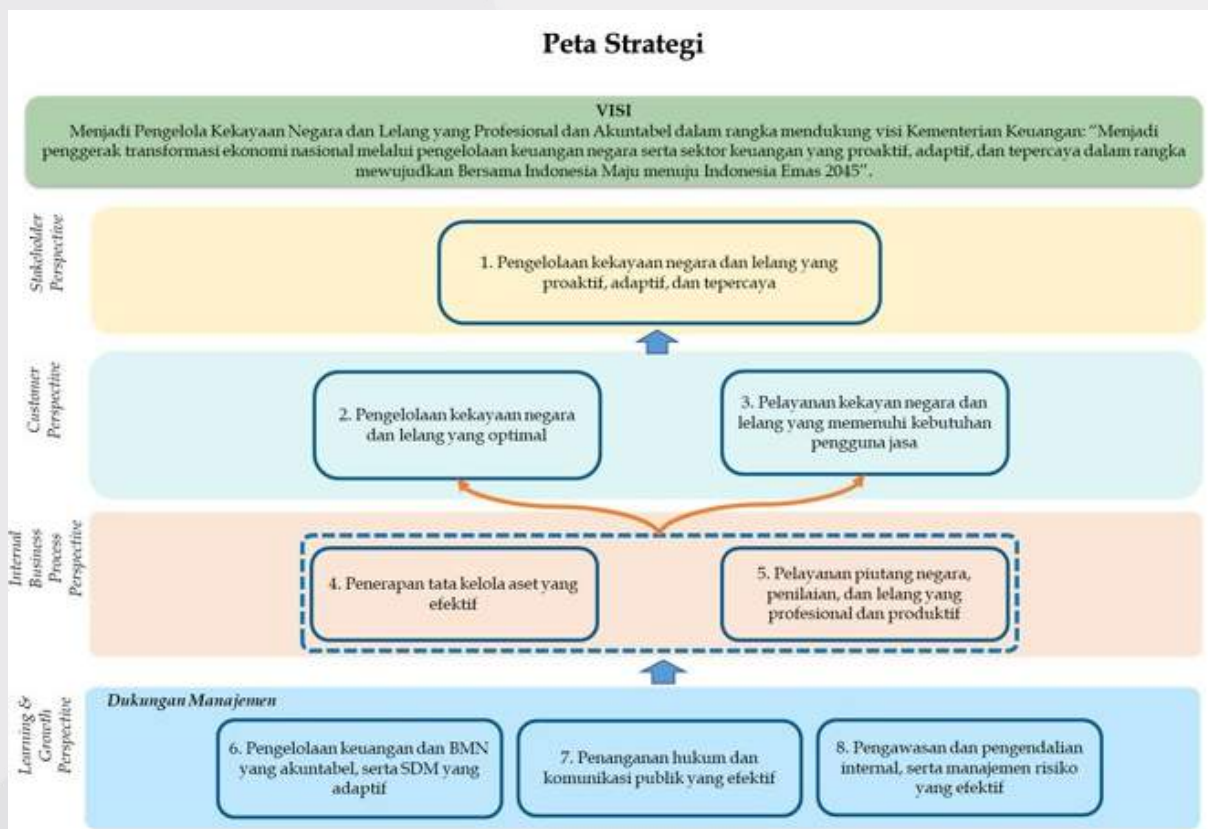 Peta Strategi
VISI
Menjadi Pengelola Kekayaan Negara dan Lelang yang Profesional dan Akuntabel dalam rangka mendukung visi Kementerian Keuangan: "Menjadi
penggerak transformasi ekonomi nasional melalui pengelolaan keuangan negara serta sektor keuangan yang proaktif, adaptif, dan tepercaya dalam rangka
mewujudkan Bersama Indonesia Maju menuju Indonesia Emas 2045".
Stakeholder
Perspective
1. Pengelolaan kekayaan negara dan lelang yang
proaktif, adaptif, dan tepercaya
Customer
Perspective
2. Pengelolaan kekayaan negara
dan lelang yang optimal
3. Pelayanan kekayan negara dan
lelang yang memenuhi kebutuhan
pengguna jasa
Internal
Business
Process
Perspective
4. Penerapan tata kelola aset yang
efektif
5. Pelayanan piutang negara,
penilaian, dan lelang yang
profesional dan produktif
Learning &
Growth
Perspective
Dukungan Manajemen
6. Pengelolaan keuangan dan BMN
yang akuntabel, serta SDM yang
adaptif
7. Penanganan hukum dan
komunikasi publik yang efektif
8. Pengawasan dan pengendalian
internal, serta manajemen risiko
yang efektif